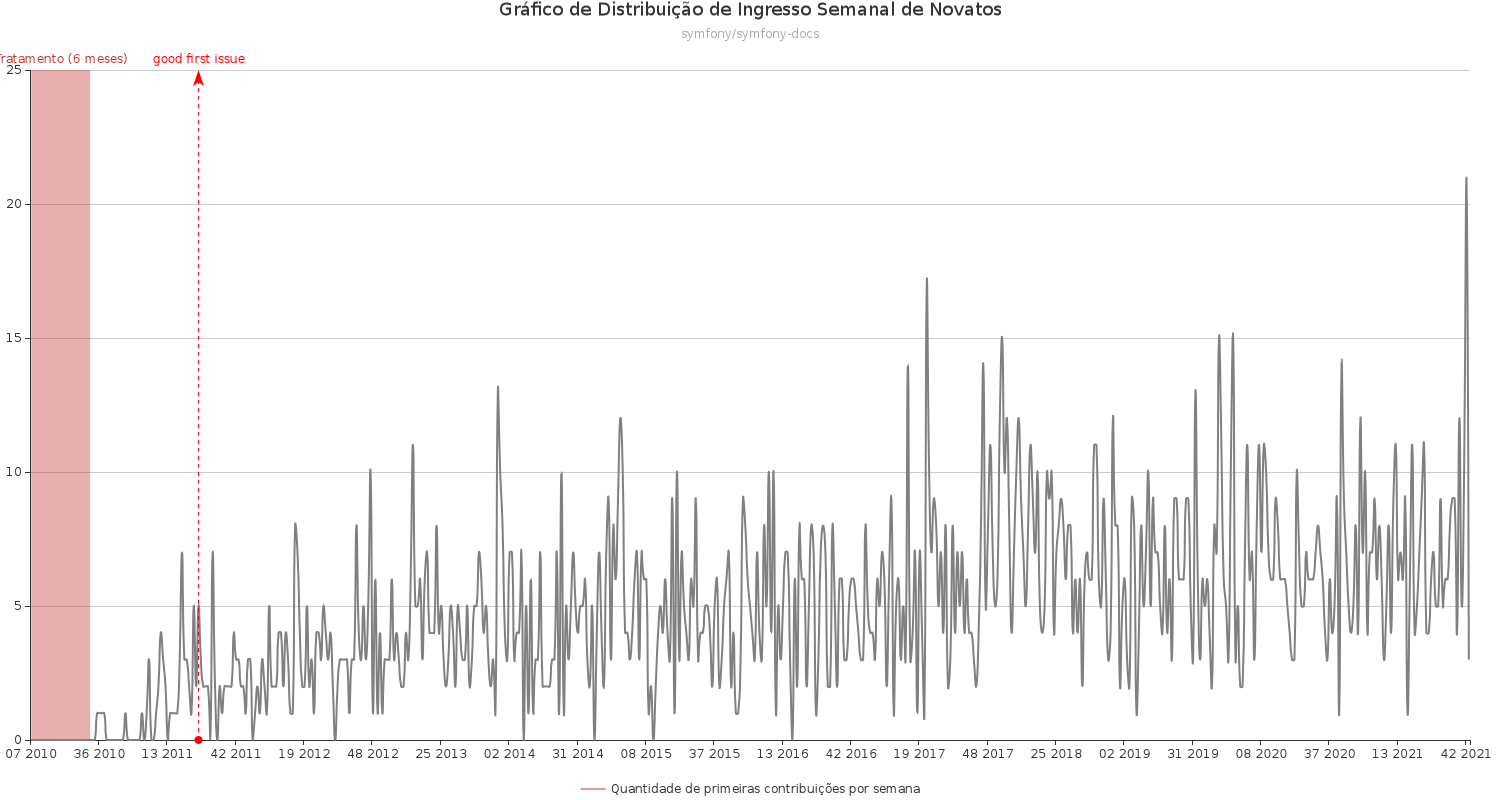 Gráfico de Distribuição de Ingresso Semanal de Novatos
symfony/symfony-docs
Tratamento (6 meses) good first issue
25
20
15
10
5
0
07 2010 36 2010 13 2011 42 2011 19 2012 48 2012 25 2013 02 2014 31 2014 08 2015 37 2015 13 2016 42 2016 19 2017 48 2017 25 2018 02 2019 31 2019 08 2020 37 2020 13 2021 42 2021
Quantidade de primeiras contribuições por semana